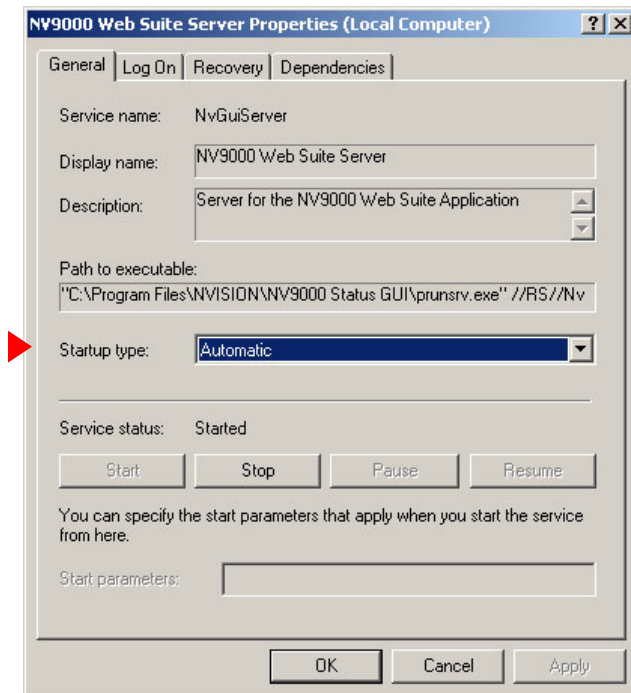 NV9000 Web Suite Server Properties (Local Computer)
General Log On Recovery Dependencies
Service name: NvGuiServer
Display name: NV9000 Web Suite Server
Description: Server for the NV9000 Web Suite Application
Path to executable:
"C:\Program Files\NVISION\NV9000 Status GUI\prunsrv.exe" //RS//Nv
Startup type: Automatic
Service status: Started
Start Stop Pause Resume
You can specify the start parameters that apply when you start the service
from here.
Start parameters:
OK Cancel Apply